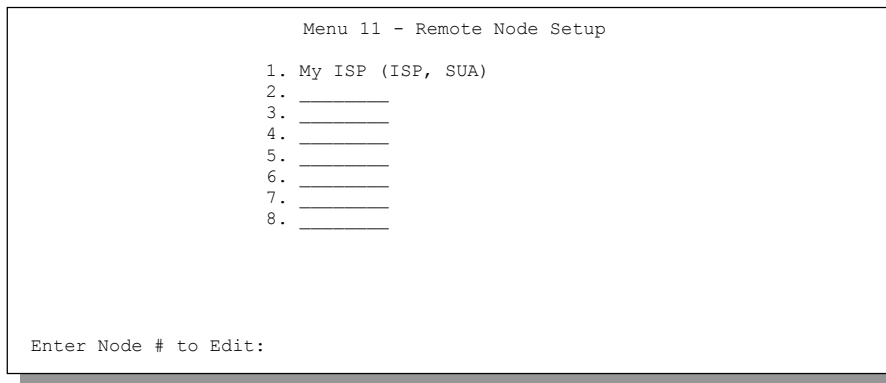 Menu 11 - Remote Node Setup
1. My ISP (ISP, SUA)
2. ________
3. ________
4. ________
5. ________
6. ________
7. ________
8. ________
Enter Node # to Edit: